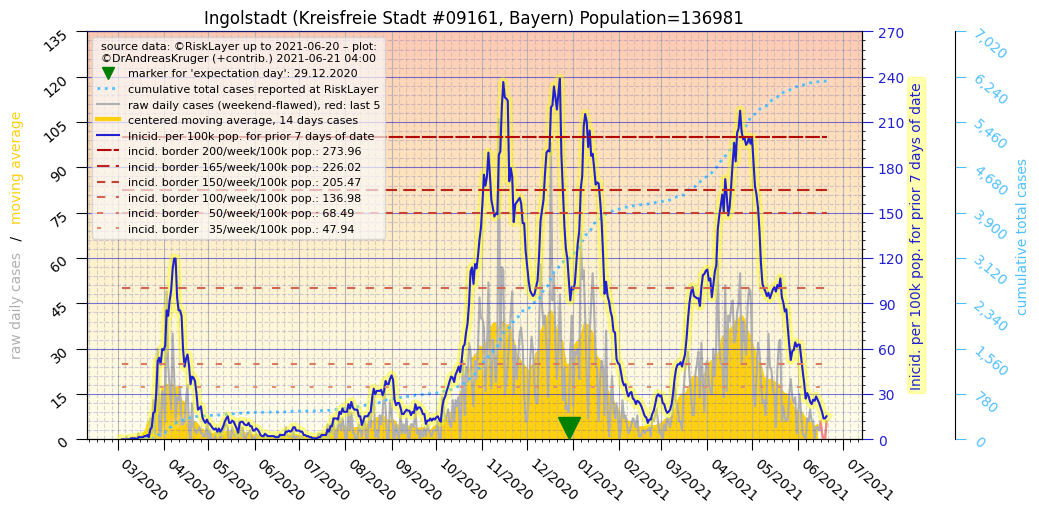 Ingolstadt (Kreisfreie Stadt #09161, Bayern) Population=136981
source data: ©RiskLayer up to 2021-06-20 – plot:
©DrAndreasKruger (+contrib.) 2021-06-21 04:00
marker for 'expectation day': 29.12.2020
cumulative total cases reported at RiskLayer
raw daily cases (weekend-flawed), red: last 5
centered moving average, 14 days cases
Inicid. per 100k pop. for prior 7 days of date
incid. border 200/week/100k pop.: 273.96
incid. border 165/week/100k pop.: 226.02
incid. border 150/week/100k pop.: 205.47
incid. border 100/week/100k pop.: 136.98
incid. border   50/week/100k pop.: 68.49
incid. border   35/week/100k pop.: 47.94
raw daily cases   /   moving average
135
120
105
90
75
60
45
30
15
0
03/2020
04/2020
05/2020
06/2020
07/2020
08/2020
09/2020
10/2020
11/2020
12/2020
01/2021
02/2021
03/2021
04/2021
05/2021
06/2021
07/2021
270
240
210
180
150
120
90
60
30
0
Inicid. per 100k pop. for prior 7 days of date
7,020
6,240
5,460
4,680
3,900
3,120
2,340
1,560
780
0
cumulative total cases